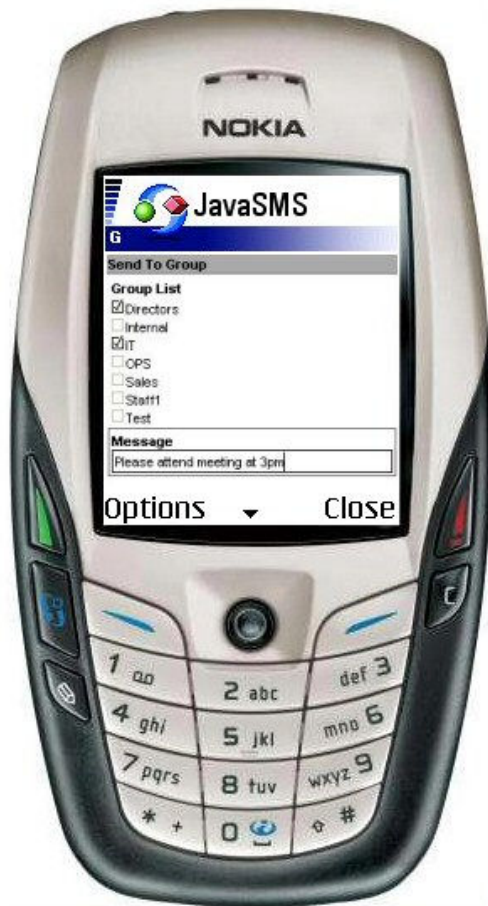 NOKIA
JavaSMS
G
Send To Group
Group List
Directors
Internal
IT
OPS
Sales
Staff1
Test
Message
Please attend meeting at 3pm
Options Close
C
1 2 abc def 3
4 ghi 5 jkl mno 6
7 pqrs 8 tuv wxyz 9
* + 0 #